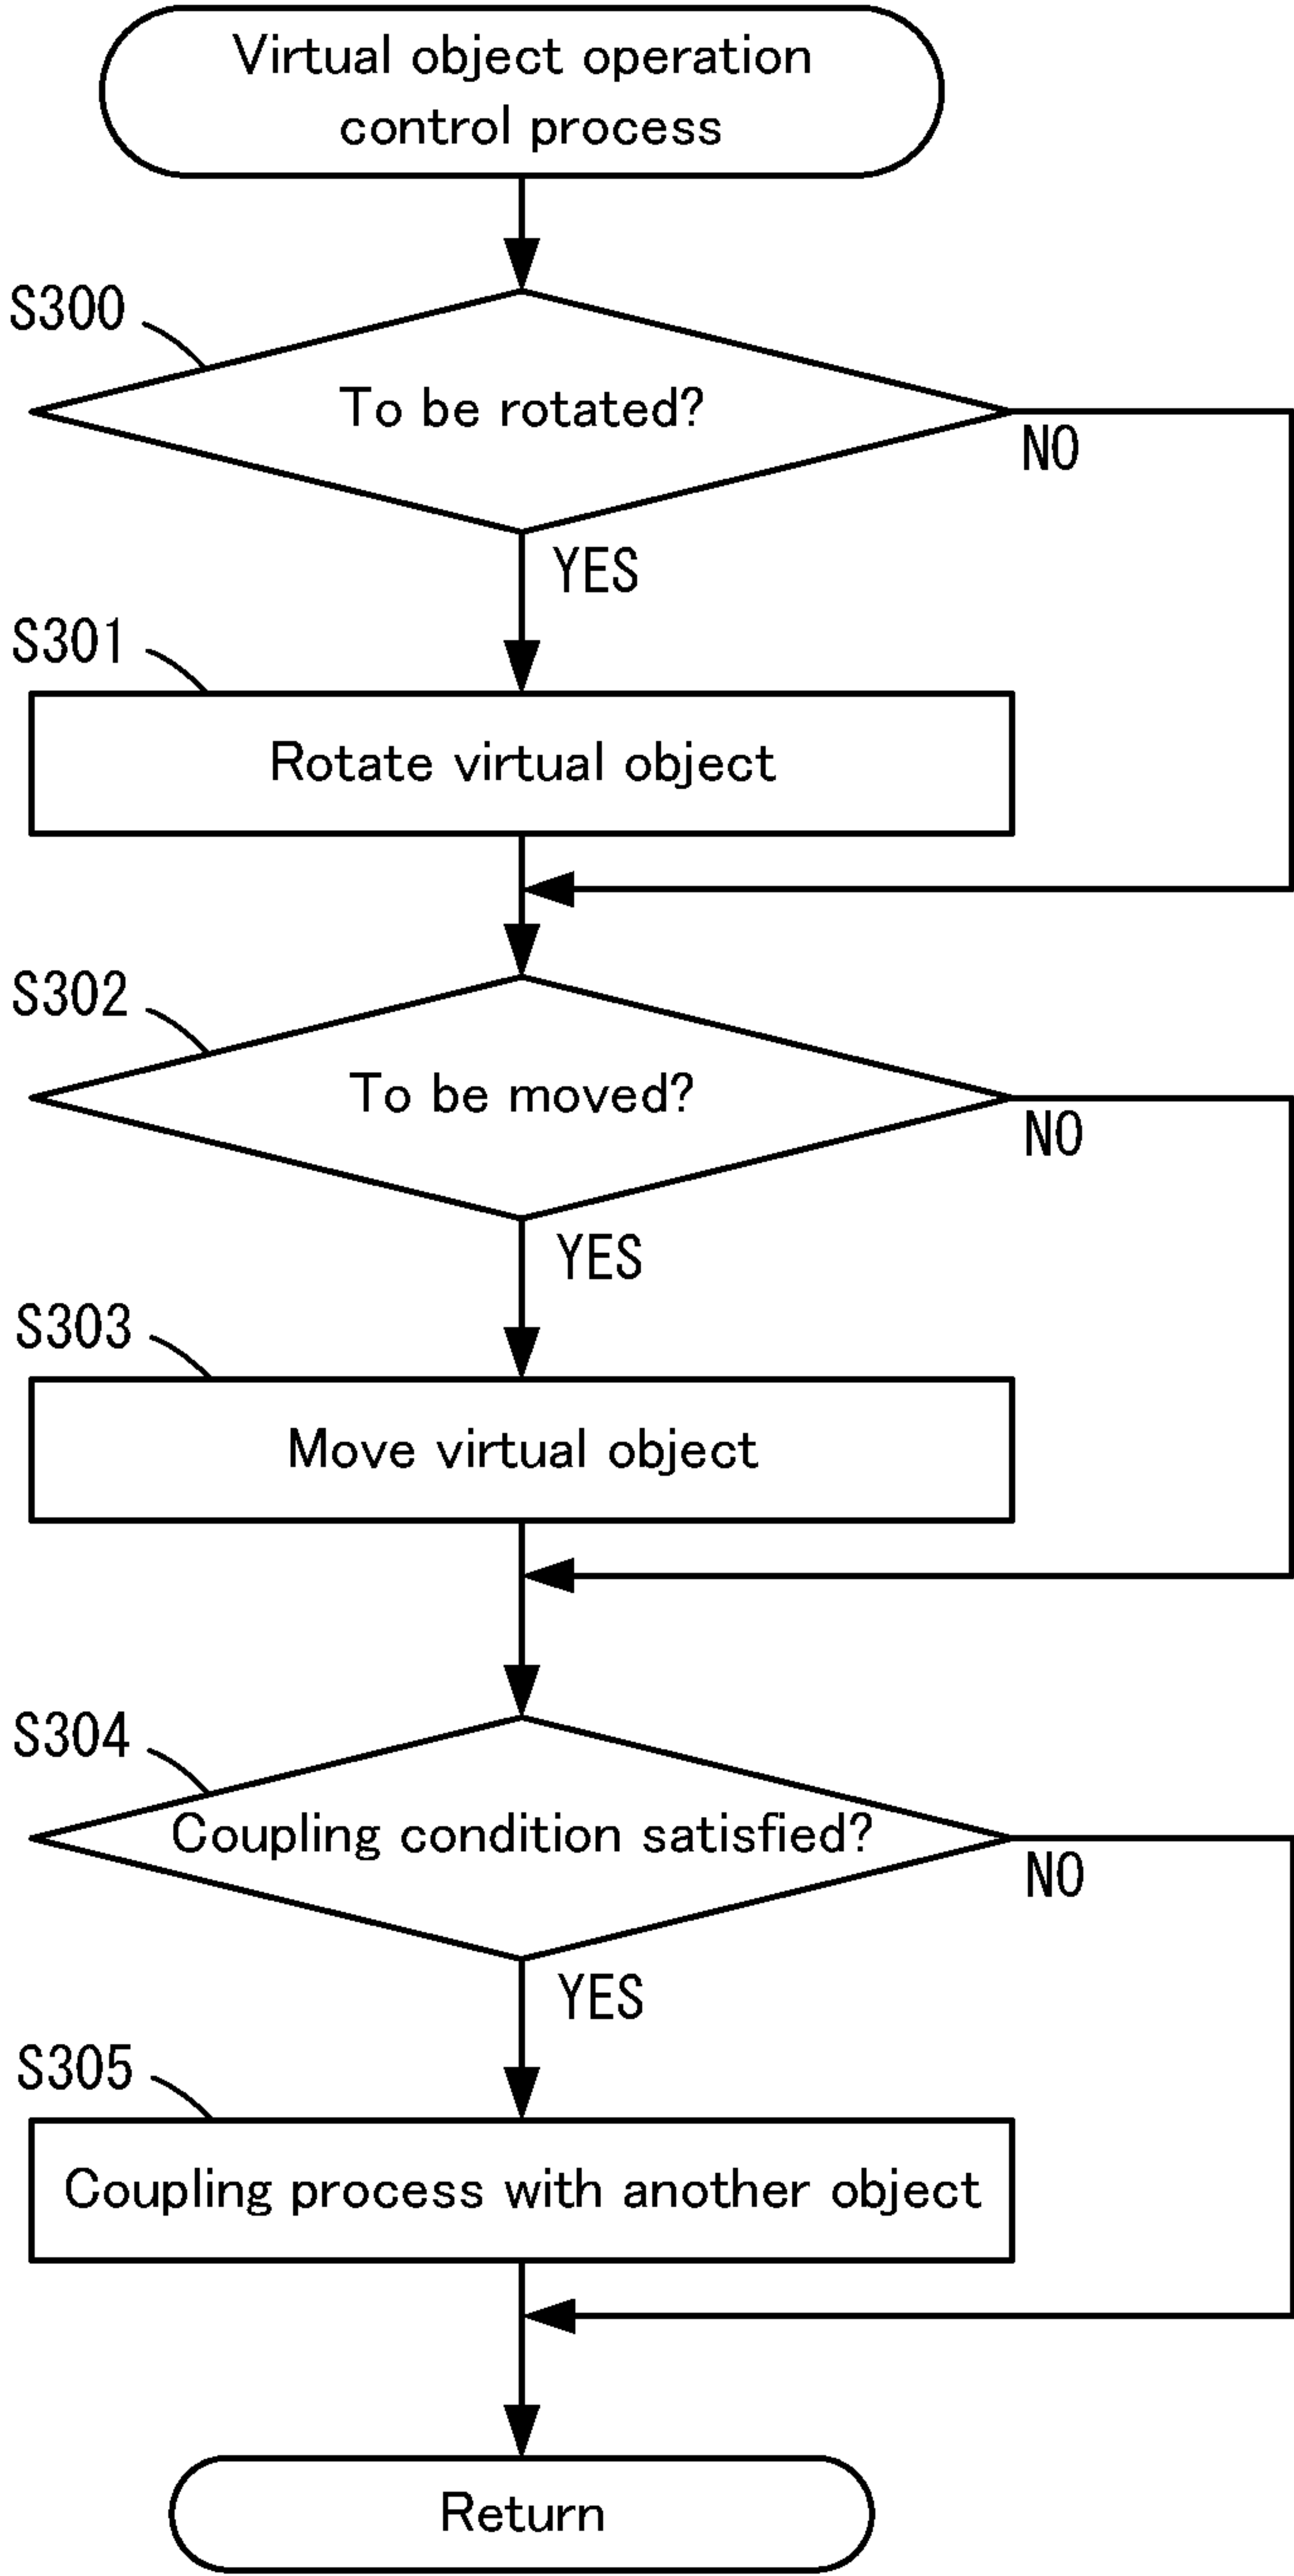 Virtual object operation
control process
S300
To be rotated?
NO
YES
S301
Rotate virtual object
S302
To be moved?
NO
YES
S303
Move virtual object
S304
Coupling condition satisfied?
NO
YES
S305
Coupling process with another object
Return